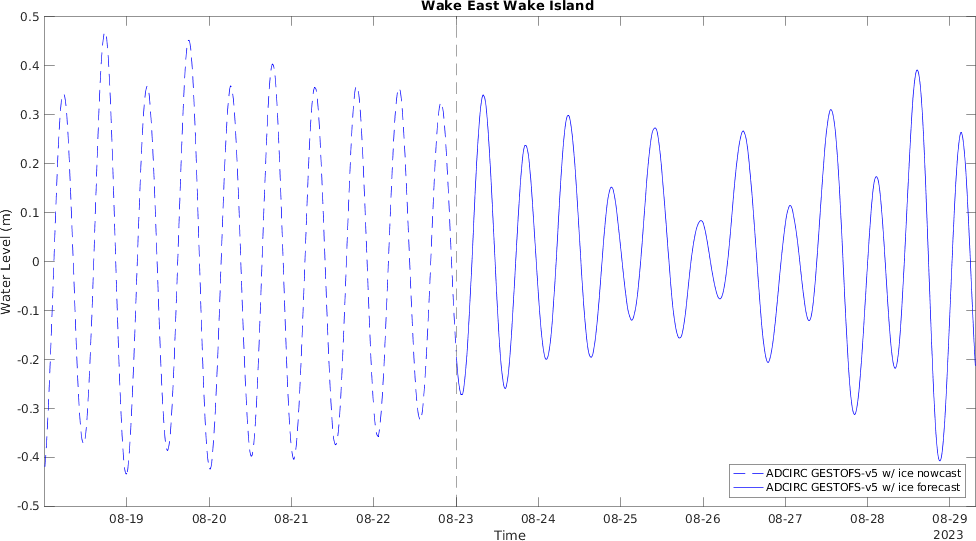 Wake East Wake Island
0.5
0.4
0.3
0.2
0.1
0
-0.1
-0.2
-0.3
-0.4
-0.5
Water Level (m)
ADCIRC GESTOFS-v5 w/ ice nowcast
ADCIRC GESTOFS-v5 w/ ice forecast
08-19 08-20 08-21 08-22 08-23 08-24 08-25 08-26 08-27 08-28 08-29
Time
2023